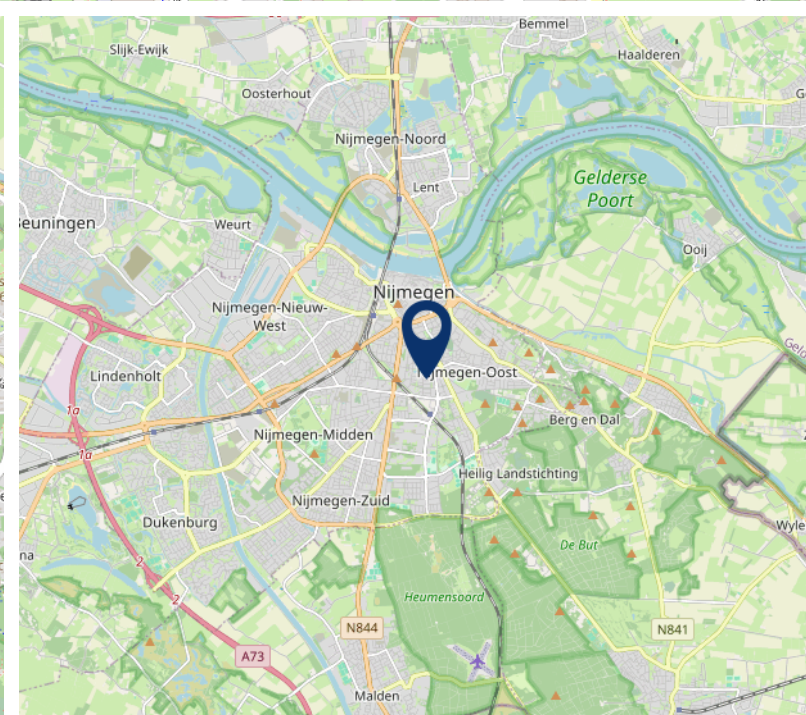 Bemmel
Slijk-Ewijk
Haalderen
Oosterhout
Nijmegen-Noord
Gelderse
Poort
Lent
Weurt
Ooij
Nijmegen
Nijmegen-Nieuw-
West
Lindenholt
Nijmegen-Oost
1a
Berg en Dal
Nijmegen-Midden
1a
Heilig Landstichting
Nijmegen-Zuid
Dukenburg
De But
2
Heumensoord
2
N844
N841
A73
Malden